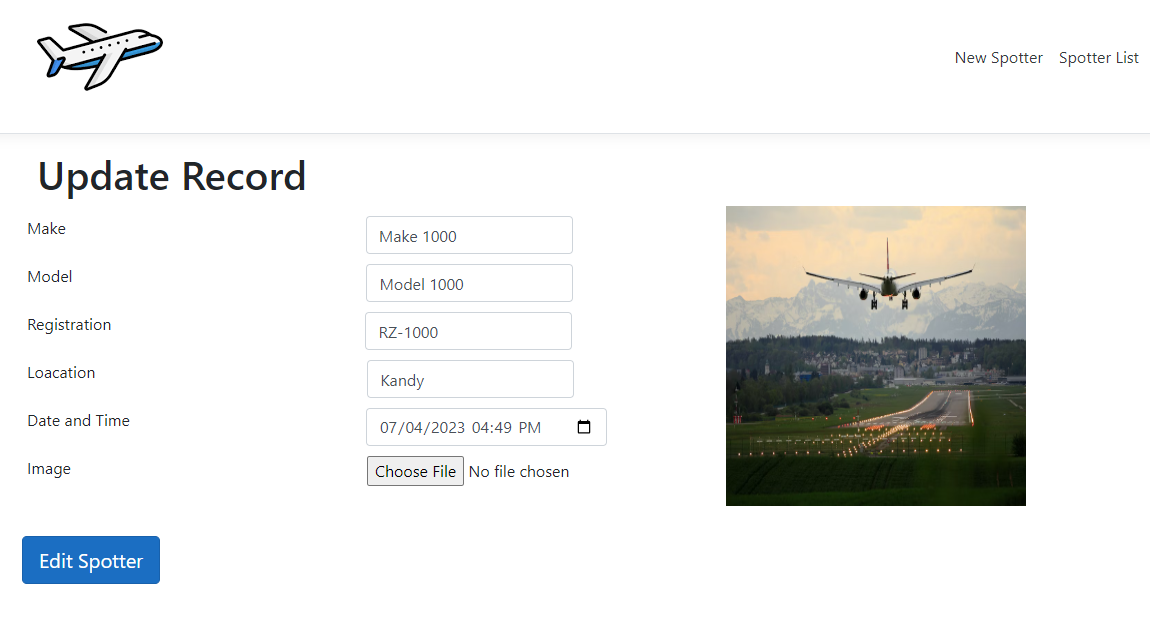 New Spotter Spotter List
Update Record
Make Make 1000
Model Model 1000
Registration RZ-1000
Loacation Kandy
Date and Time 07/04/2023 04:49 PM
Image Choose File No file chosen
Edit Spotter